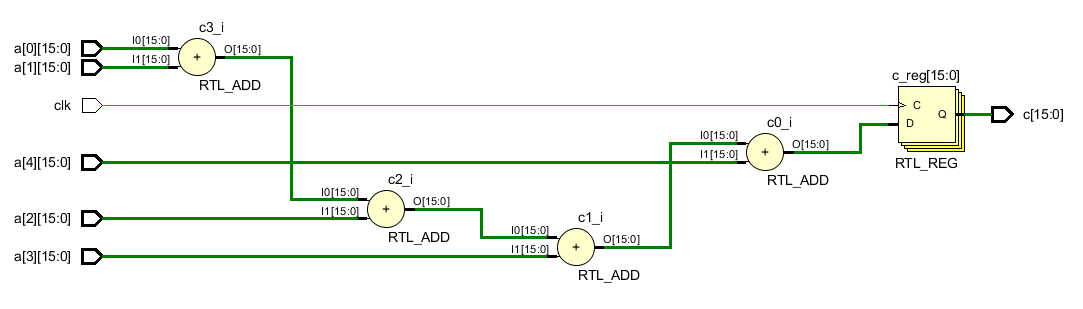 c3_i
a[0][15:0] I0[15:0] + O[15:0]
a[1][15:0] I1[15:0]
RTL_ADD
c_reg[15:0]
clk C
Q c[15:0]
D
RTL_REG
c0_i
I0[15:0] + O[15:0]
a[4][15:0] I1[15:0]
RTL_ADD
c2_i
I0[15:0] + O[15:0]
a[2][15:0] I1[15:0]
RTL_ADD
c1_i
I0[15:0] + O[15:0]
a[3][15:0] I1[15:0]
RTL_ADD